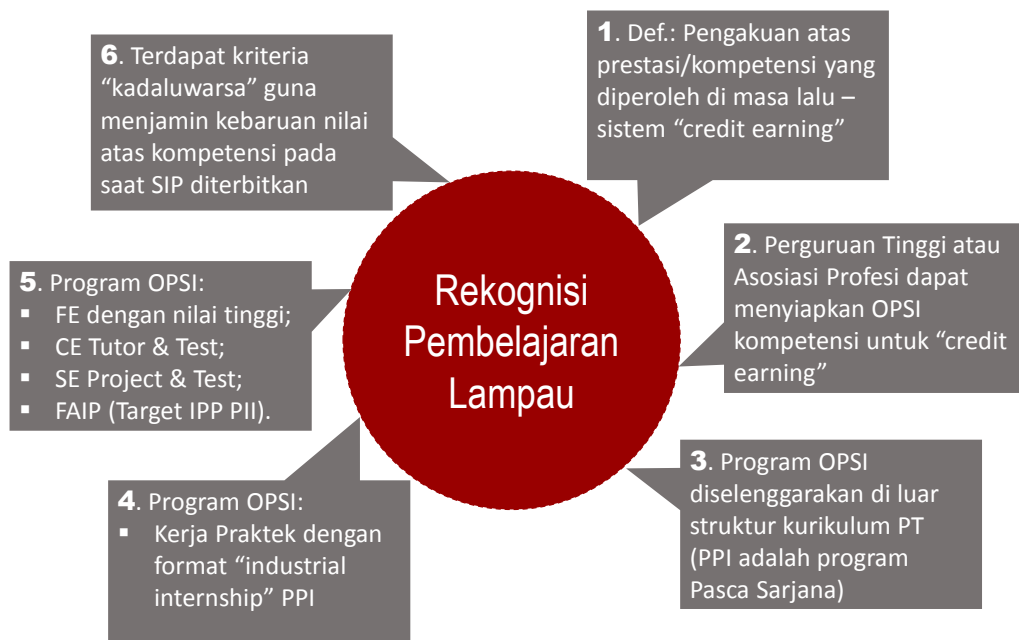 1. Def.: Pengakuan atas
prestasi/kompetensi yang
diperoleh di masa lalu –
sistem “credit earning”
2. Perguruan Tinggi atau
Asosiasi Profesi dapat
menyiapkan OPSI
kompetensi untuk “credit
earning”
3. Program OPSI
diselenggarakan di luar
struktur kurikulum PT
(PPI adalah program
Pasca Sarjana)
4. Program OPSI:
▪ Kerja Praktek dengan
format “industrial
internship” PPI
5. Program OPSI:
▪ FE dengan nilai tinggi;
▪ CE Tutor & Test;
▪ SE Project & Test;
▪ FAIP (Target IPP PII).
6. Terdapat kriteria
“kadaluwarsa” guna
menjamin kebaruan nilai
atas kompetensi pada
saat SIP diterbitkan
Rekognisi
Pembelajaran
Lampau